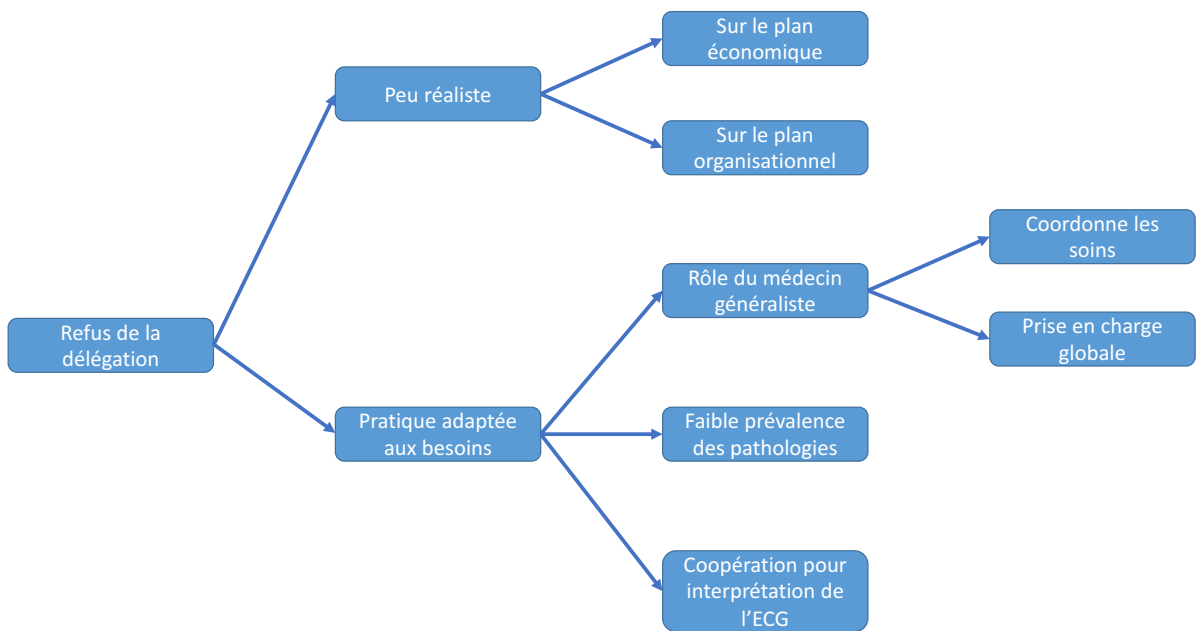 Sur le plan
économique
Peu réaliste
Sur le plan
organisationnel
Coordonne les
soins
Rôle du médecin
généraliste
Refus de la
délégation
Prise en charge
globale
Pratique adaptée
aux besoins
Faible prévalence
des pathologies
Coopération pour
interprétation de
l’ECG